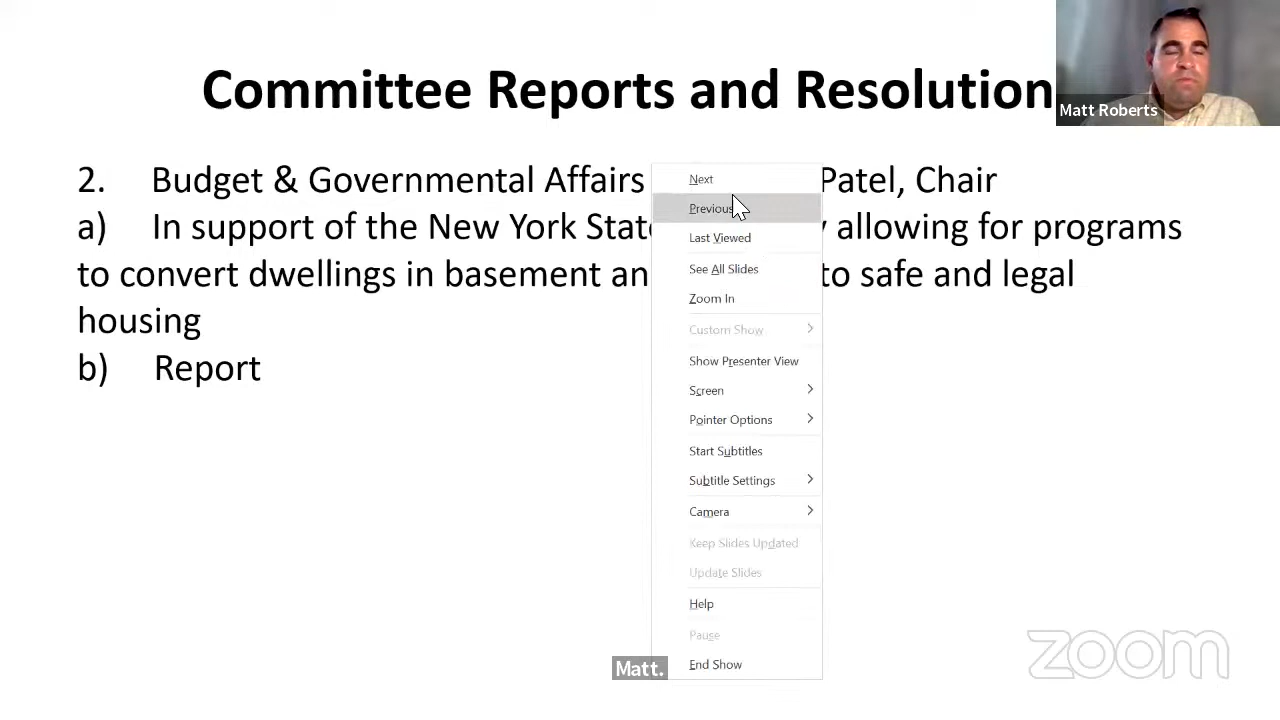 Committee Reports and Resolution
Matt Roberts
2. Budget & Governmental Affairs Patel, Chair
a) In support of the New York State allowing for programs
to convert dwellings in basement an to safe and legal
housing
b) Report
Next
Previous
Last Viewed
See All Slides
Zoom In
Custom Show
Show Presenter View
Screen
Pointer Options
Start Subtitles
Subtitle Settings
Camera
Keep Slides Updated
Update Slides
Help
Pause
End Show
Matt.
zoom